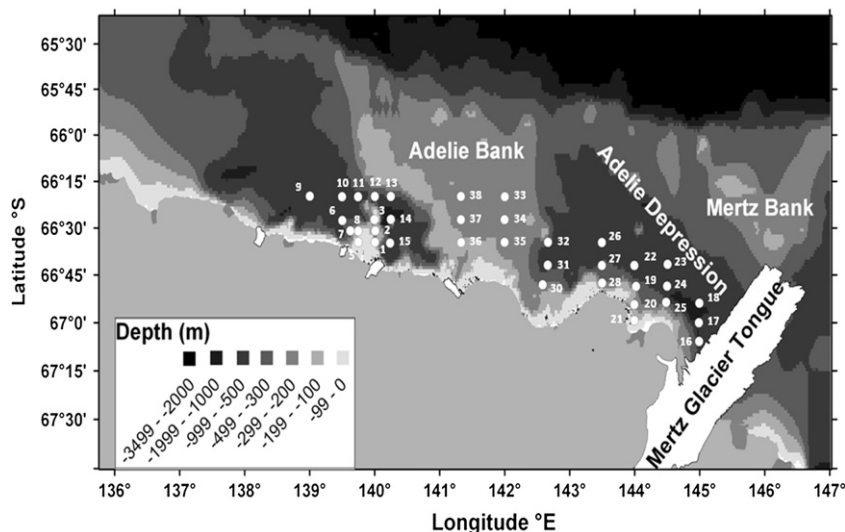 65°30'
65°45'
66°0'
66°15'
66°30'
66°45'
67°0'
67°15'
67°30'
Latitude °S
Adelie Bank
Adelie Depression
Mertz Bank
Mertz Glacier Tongue
9 10 11 12 13 38 33
6 8 3 14 37 34
7 2
5 1 15 36 35 32 26
31 27 22 23
30 28 19 24
20 25 18
21 17
16
Depth (m)
-3499 - -2000
-1999 - -1000
-999 - -500
-499 - -300
-299 - -200
-199 - -100
-99 - 0
136° 137° 138° 139° 140° 141° 142° 143° 144° 145° 146° 147°
Longitude °E